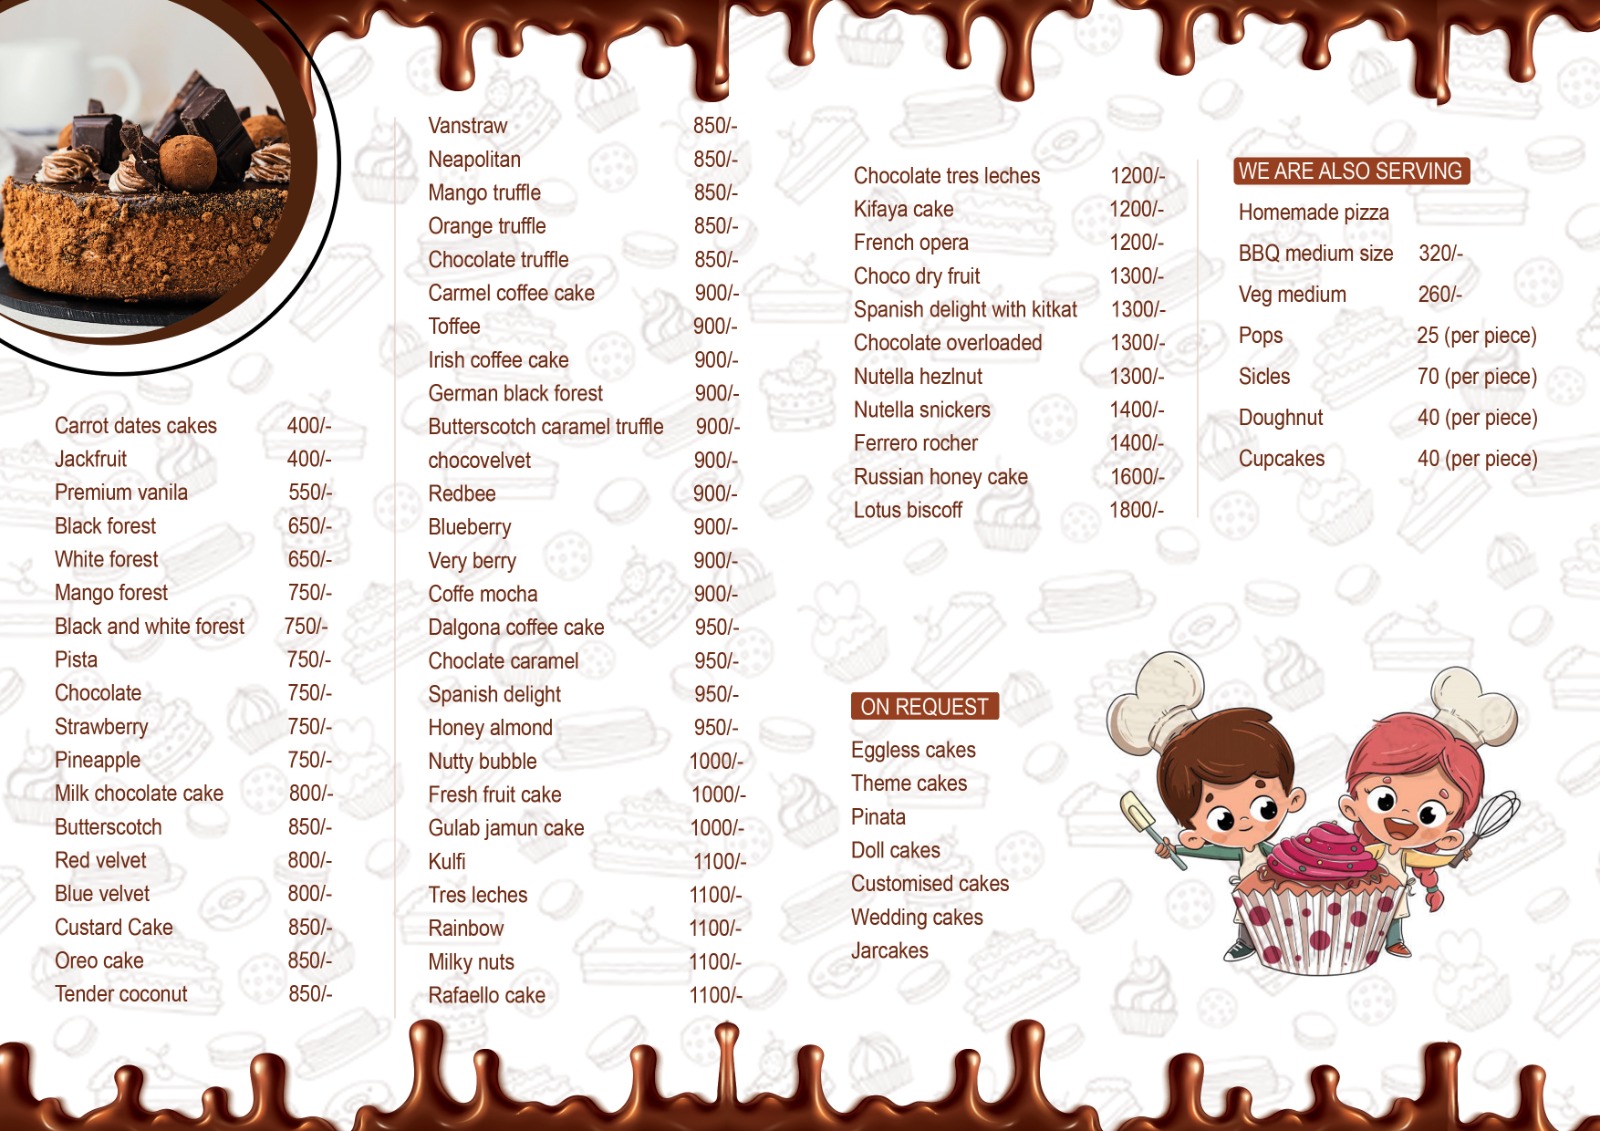 Carrot dates cakes 400/-
Jackfruit 400/-
Premium vanila 550/-
Black forest 650/-
White forest 650/-
Mango forest 750/-
Black and white forest 750/-
Pista 750/-
Chocolate 750/-
Strawberry 750/-
Pineapple 750/-
Milk chocolate cake 800/-
Butterscotch 850/-
Red velvet 800/-
Blue velvet 800/-
Custard Cake 850/-
Oreo cake 850/-
Tender coconut 850/-
Vanstraw 850/-
Neapolitan 850/-
Mango truffle 850/-
Orange truffle 850/-
Chocolate truffle 850/-
Carmel coffee cake 900/-
Toffee 900/-
Irish coffee cake 900/-
German black forest 900/-
Butterscotch caramel truffle 900/-
chocovelvet 900/-
Redbee 900/-
Blueberry 900/-
Very berry 900/-
Coffe mocha 900/-
Dalgona coffee cake 950/-
Choclate caramel 950/-
Spanish delight 950/-
Honey almond 950/-
Nutty bubble 1000/-
Fresh fruit cake 1000/-
Gulab jamun cake 1000/-
Kulfi 1100/-
Tres leches 1100/-
Rainbow 1100/-
Milky nuts 1100/-
Rafaello cake 1100/-
Chocolate tres leches 1200/-
Kifaya cake 1200/-
French opera 1200/-
Choco dry fruit 1300/-
Spanish delight with kitkat 1300/-
Chocolate overloaded 1300/-
Nutella hezlnut 1300/-
Nutella snickers 1400/-
Ferrero rocher 1400/-
Russian honey cake 1600/-
Lotus biscoff 1800/-
ON REQUEST
Eggless cakes
Theme cakes
Pinata
Doll cakes
Customised cakes
Wedding cakes
Jarcakes
WE ARE ALSO SERVING
Homemade pizza
BBQ medium size 320/-
Veg medium 260/-
Pops 25 (per piece)
Sicles 70 (per piece)
Doughnut 40 (per piece)
Cupcakes 40 (per piece)